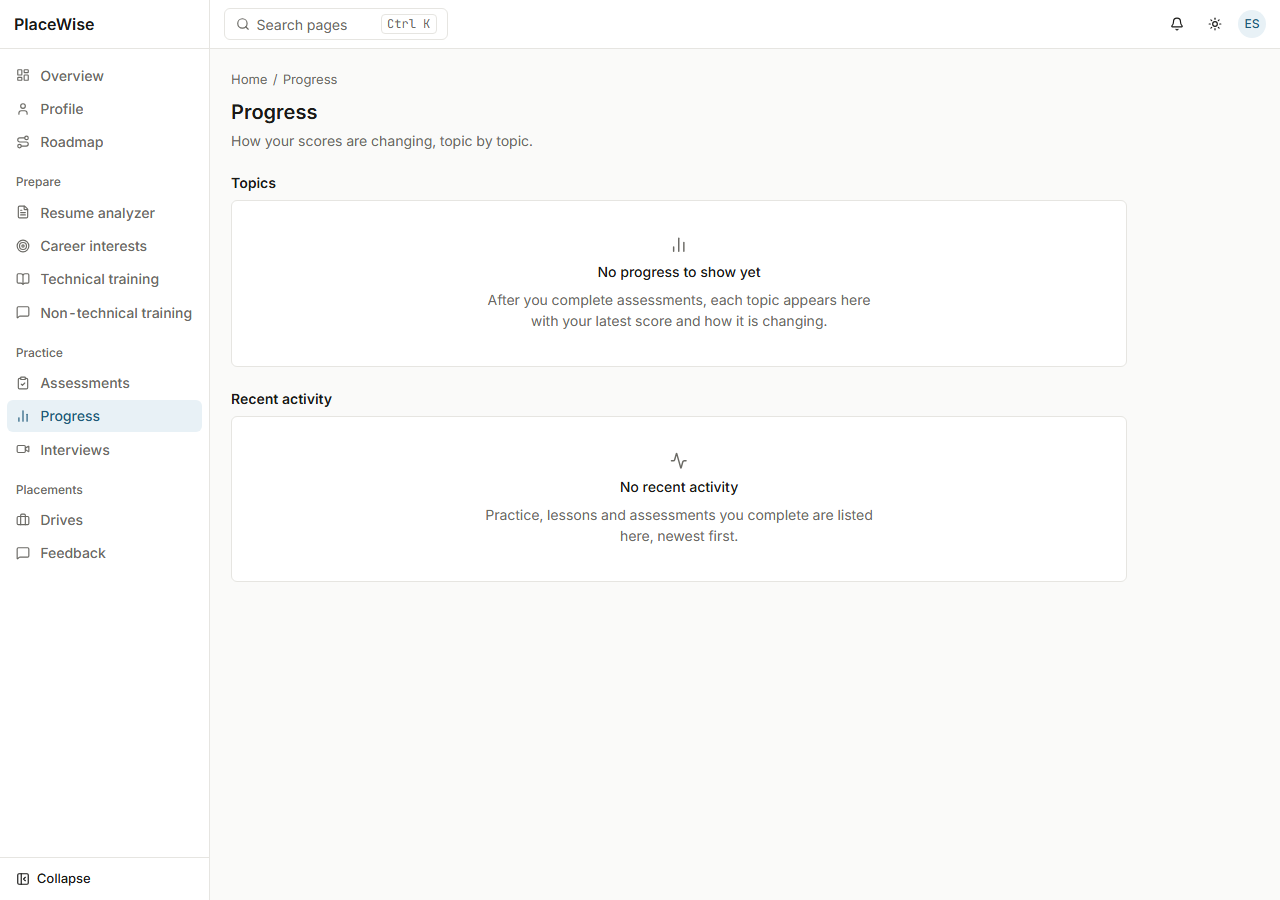 PlaceWise
Search pages
Ctrl K
ES
Overview
Profile
Roadmap
Prepare
Resume analyzer
Career interests
Technical training
Non-technical training
Practice
Assessments
Progress
Interviews
Placements
Drives
Feedback
Collapse
Home / Progress
Progress
How your scores are changing, topic by topic.
Topics
No progress to show yet
After you complete assessments, each topic appears here
with your latest score and how it is changing.
Recent activity
No recent activity
Practice, lessons and assessments you complete are listed
here, newest first.